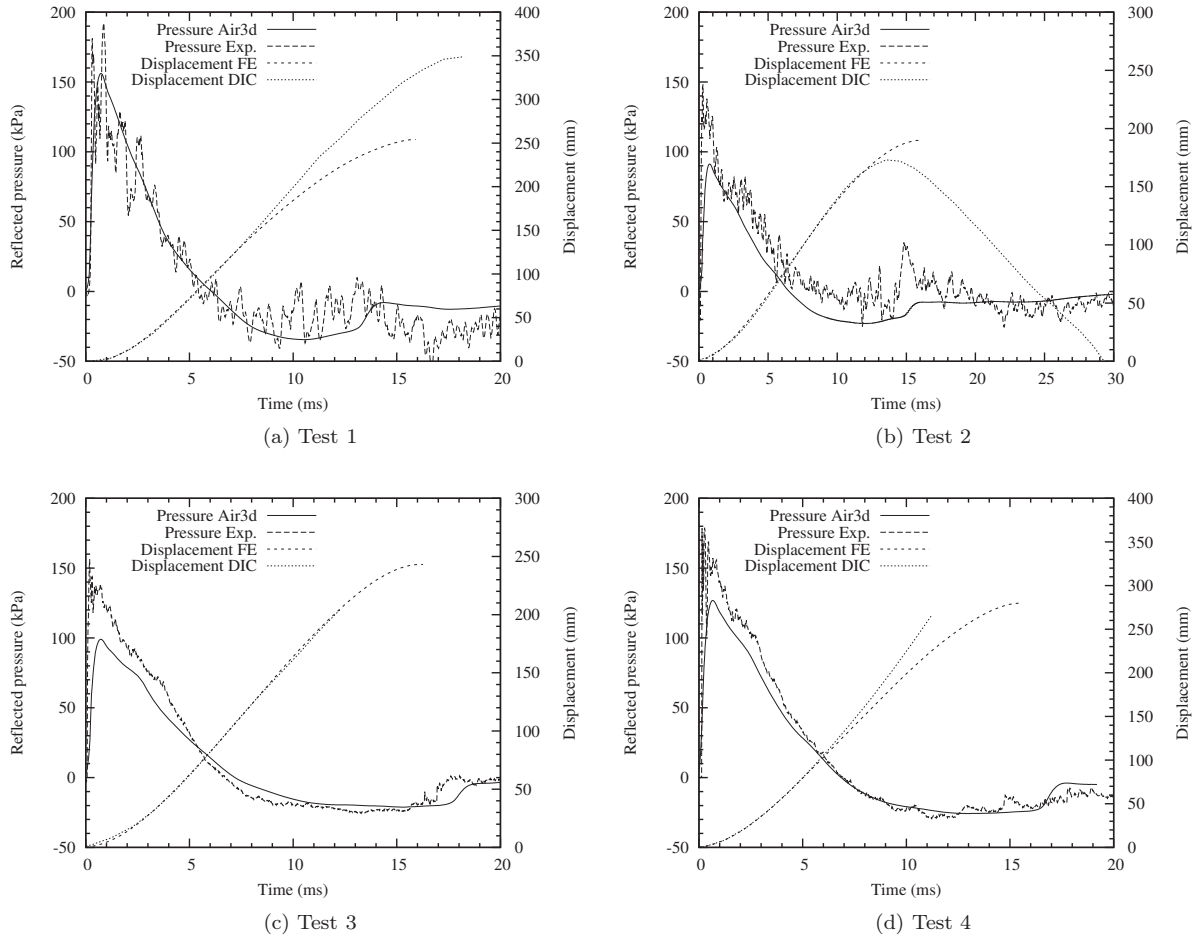 200
150
100
50
0
-50
Reflected pressure (kPa)
Pressure Air3d
Pressure Exp.
Displacement FE
Displacement DIC
400
350
300
250
200
150
100
50
0
Displacement (mm)
0 5 10 15 20
Time (ms)
(a) Test 1
200
150
100
50
0
-50
Reflected pressure (kPa)
Pressure Air3d
Pressure Exp.
Displacement FE
Displacement DIC
300
250
200
150
100
50
0
Displacement (mm)
0 5 10 15 20 25 30
Time (ms)
(b) Test 2
200
150
100
50
0
-50
Reflected pressure (kPa)
Pressure Air3d
Pressure Exp.
Displacement FE
Displacement DIC
300
250
200
150
100
50
0
Displacement (mm)
0 5 10 15 20
Time (ms)
(c) Test 3
200
150
100
50
0
-50
Reflected pressure (kPa)
Pressure Air3d
Pressure Exp.
Displacement FE
Displacement DIC
400
350
300
250
200
150
100
50
0
Displacement (mm)
0 5 10 15 20
Time (ms)
(d) Test 4